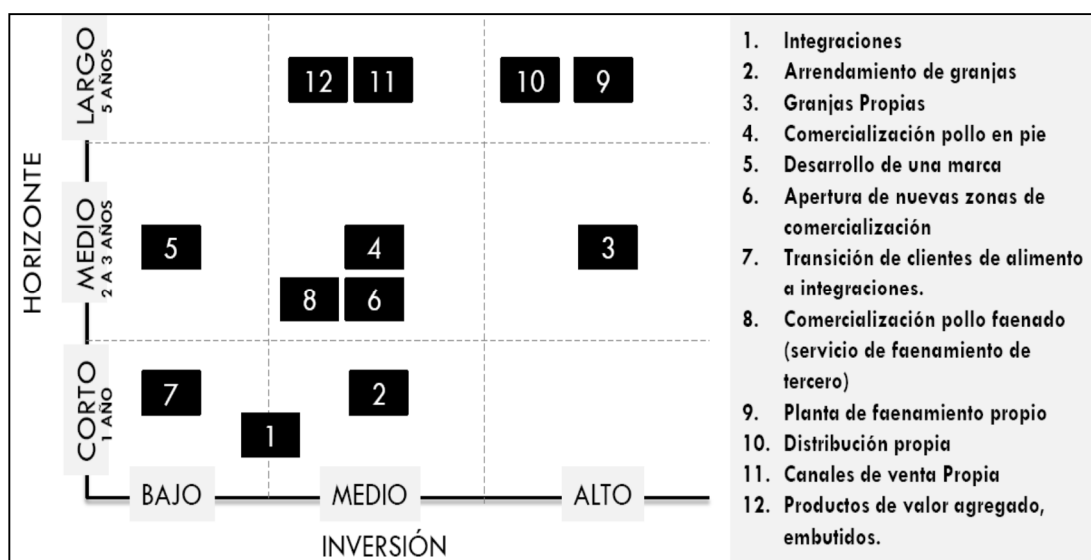 HORIZONTE
LARGO
5 AÑOS
12
11
10
9
MEDIO
2 A 3 AÑOS
5
4
3
8
6
CORTO
1 AÑO
7
2
1
BAJO
MEDIO
ALTO
INVERSIÓN
1. Integraciones
2. Arrendamiento de granjas
3. Granjas Propias
4. Comercialización pollo en pie
5. Desarrollo de una marca
6. Apertura de nuevas zonas de
comercialización
7. Transición de clientes de alimento
a integraciones.
8. Comercialización pollo faenado
(servicio de faenamiento de
tercero)
9. Planta de faenamiento propio
10. Distribución propia
11. Canales de venta Propia
12. Productos de valor agregado,
embutidos.